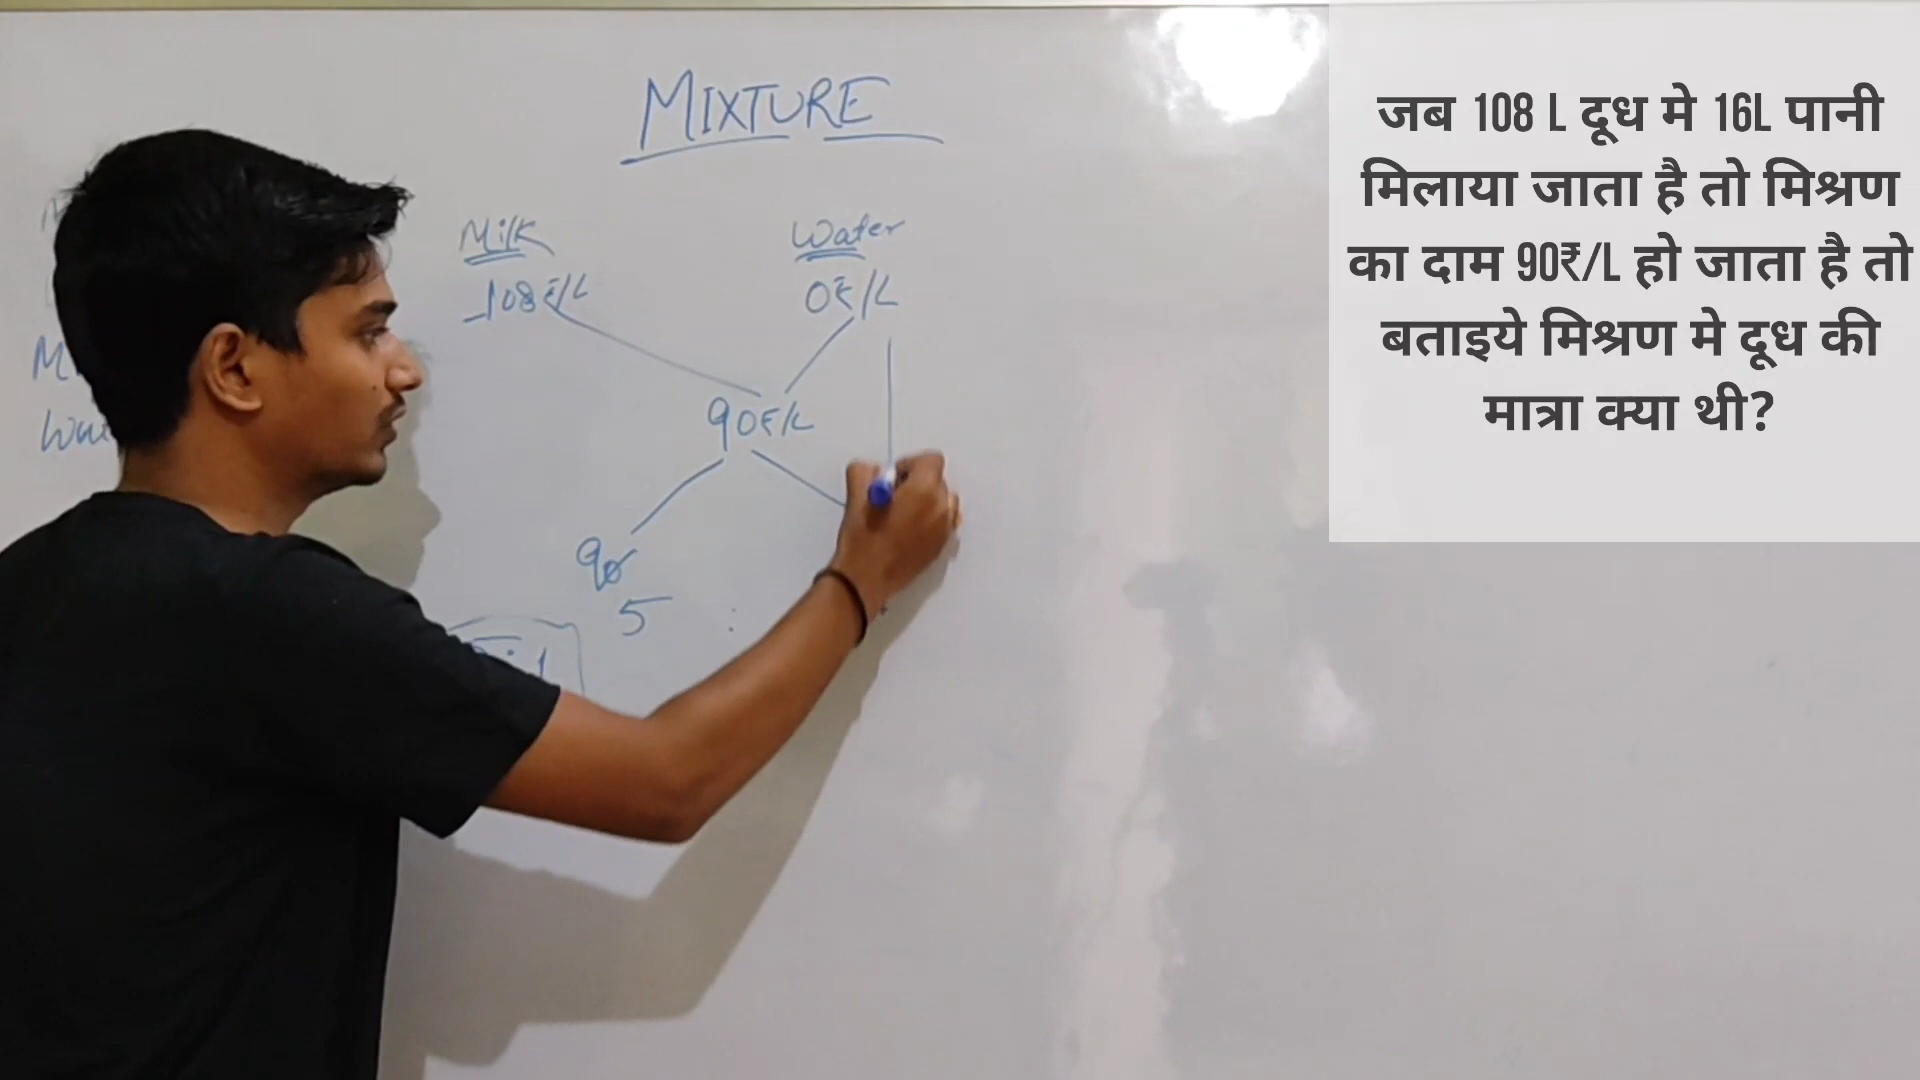 MIXTURE
Milk
Water
108₹/L
0₹/L
90₹/L
90
5 :
जब 108 L दूध मे 16L पानी
मिलाया जाता है तो मिश्रण
का दाम 90₹/L हो जाता है तो
बताइये मिश्रण मे दूध की
मात्रा क्या थी?